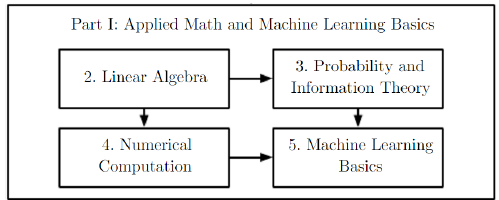 Part I: Applied Math and Machine Learning Basics
2. Linear Algebra
3. Probability and
Information Theory
4. Numerical
Computation
5. Machine Learning
Basics